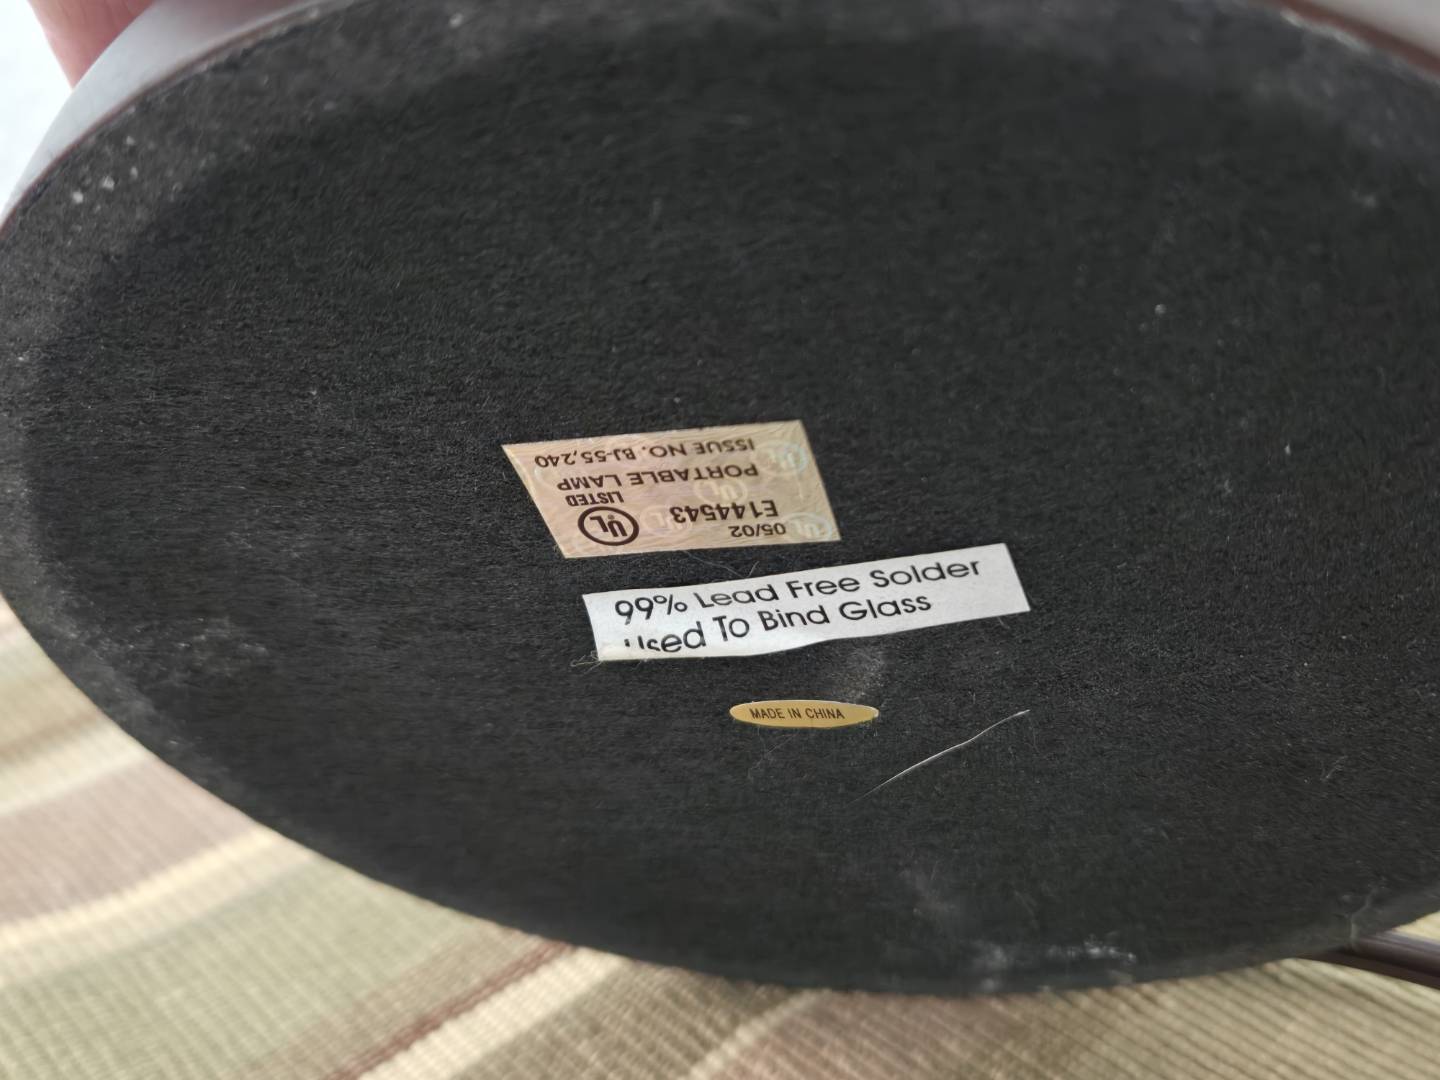 05/02
E144543
UL
LISTED
PORTABLE LAMP
ISSUE NO. BJ-55,240
99% Lead Free Solder
Used To Bind Glass
MADE IN CHINA